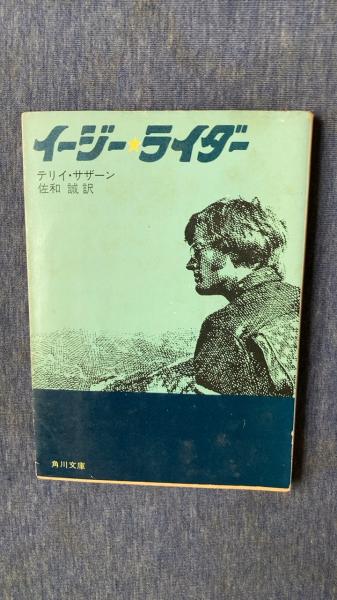 イージー★ライダー
テリイ・サザーン
佐和 誠訳
角川文庫